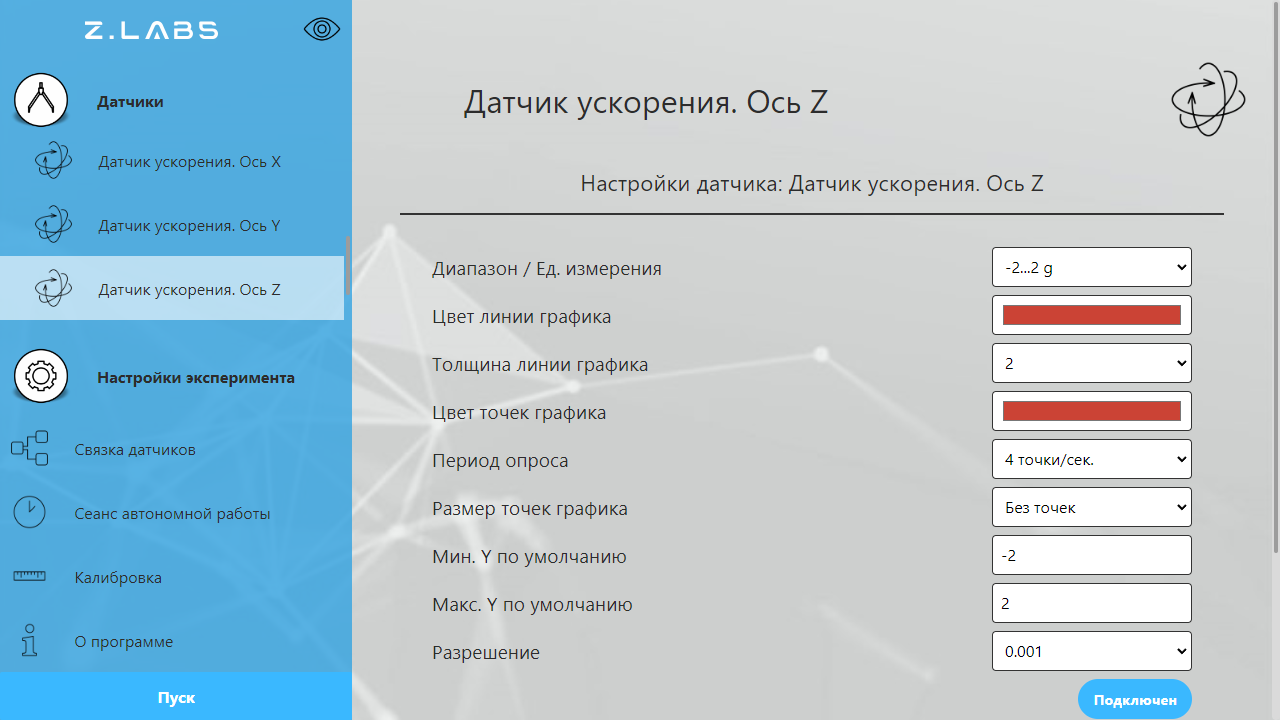 Z.LABS
Датчики
Датчик ускорения. Ось X
Датчик ускорения. Ось Y
Датчик ускорения. Ось Z
Настройки эксперимента
Связка датчиков
Сеанс автономной работы
Калибровка
О программе
Пуск
Датчик ускорения. Ось Z
Настройки датчика: Датчик ускорения. Ось Z
Диапазон / Ед. измерения -2...2 g
Цвет линии графика
Толщина линии графика 2
Цвет точек графика
Период опроса 4 точки/сек.
Размер точек графика Без точек
Мин. Y по умолчанию -2
Макс. Y по умолчанию 2
Разрешение 0.001
Подключен